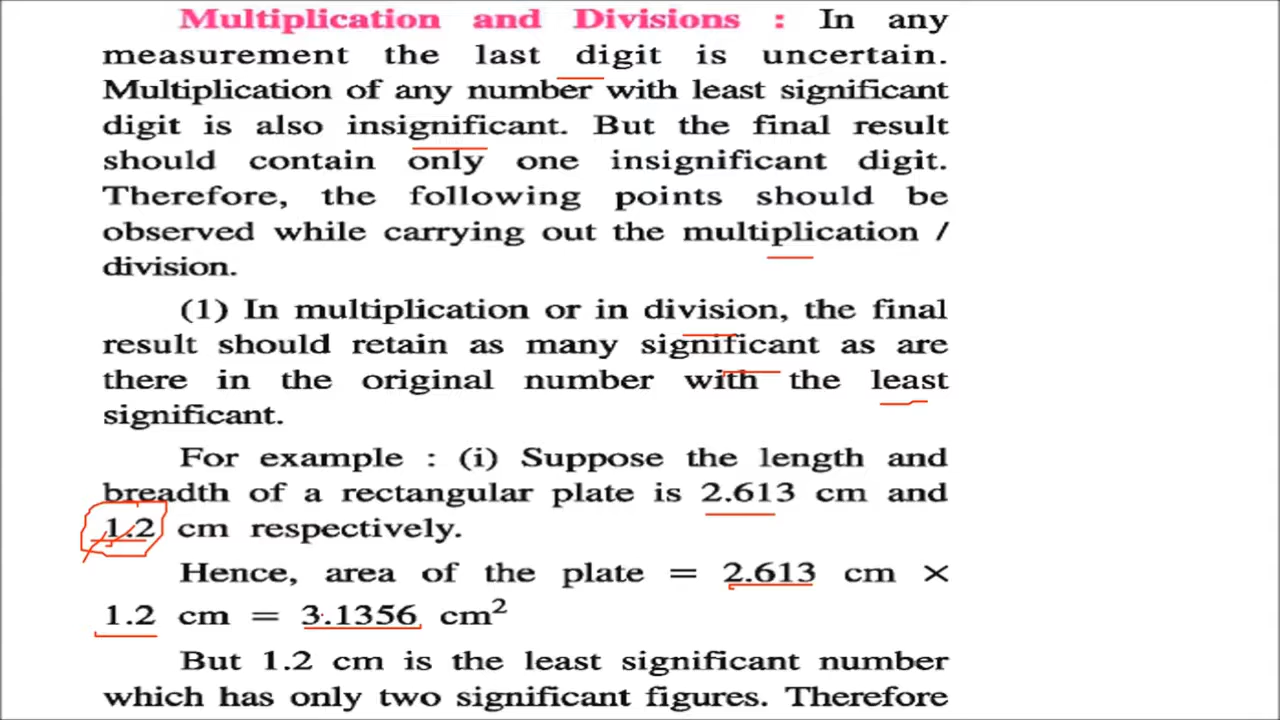 Multiplication and Divisions : In any
measurement the last digit is uncertain.
Multiplication of any number with least significant
digit is also insignificant. But the final result
should contain only one insignificant digit.
Therefore, the following points should be
observed while carrying out the multiplication /
division.
(1) In multiplication or in division, the final
result should retain as many significant as are
there in the original number with the least
significant.
For example : (i) Suppose the length and
breadth of a rectangular plate is 2.613 cm and
1.2 cm respectively.
Hence, area of the plate = 2.613 cm ×
1.2 cm = 3.1356 cm²
But 1.2 cm is the least significant number
which has only two significant figures. Therefore